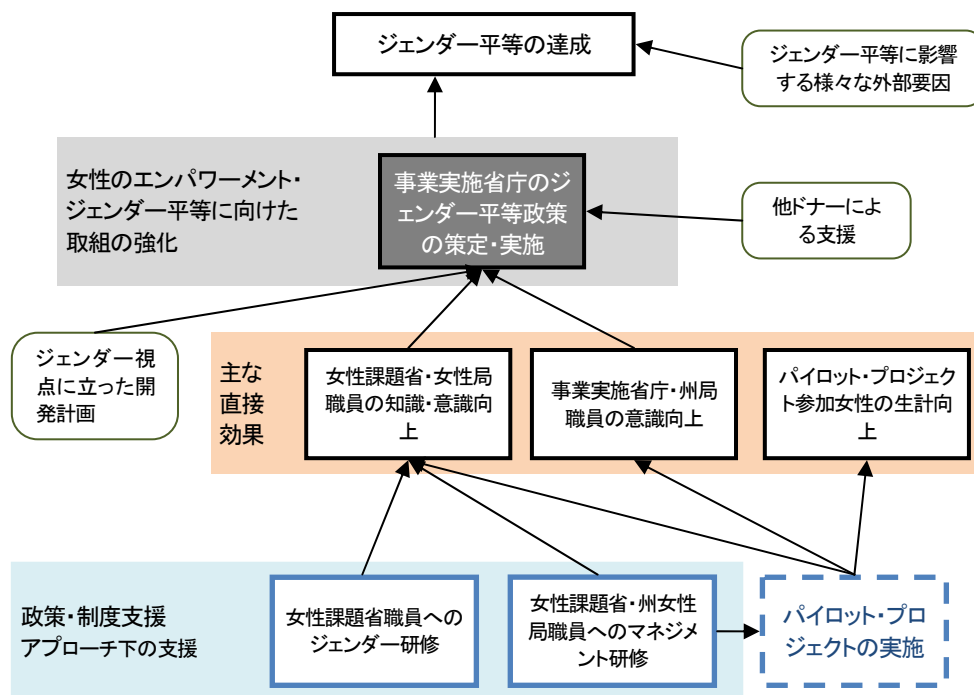 ジェンダー平等の達成
ジェンダー平等に影響
する様々な外部要因
女性のエンパワーメント・
ジェンダー平等に向けた
取組の強化
事業実施省庁のジ
ェンダー平等政策
の策定・実施
他ドナーによ
る支援
ジェンダー視
点に立った開
発計画
主な
直接
効果
女性課題省・女性局
職員の知識・意識向
上
事業実施省庁・州局
職員の意識向上
パイロット・プロジェク
ト参加女性の生計向
上
政策・制度支援
アプローチ下の支援
女性課題省職員への
ジェンダー研修
女性課題省・州女性
局職員へのマネジメ
ント研修
パイロット・プロ
ジェクトの実施